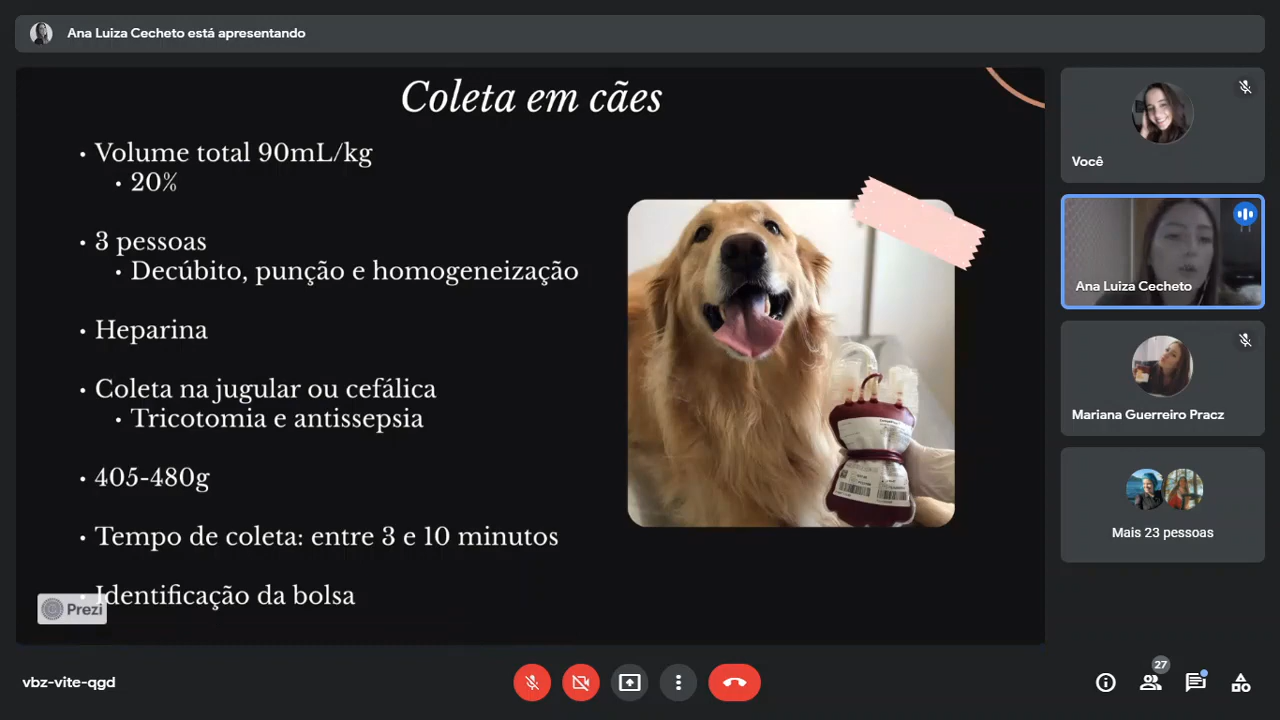 Ana Luiza Cecheto está apresentando
Coleta em cães
• Volume total 90mL/kg
• 20%
• 3 pessoas
• Decúbito, punção e homogeneização
• Heparina
• Coleta na jugular ou cefálica
• Tricotomia e antissepsia
• 405-480g
• Tempo de coleta: entre 3 e 10 minutos
• Identificação da bolsa
Prezi
Você
Ana Luiza Cecheto
Mariana Guerreiro Pracz
Mais 23 pessoas
vbz-vite-qgd
27